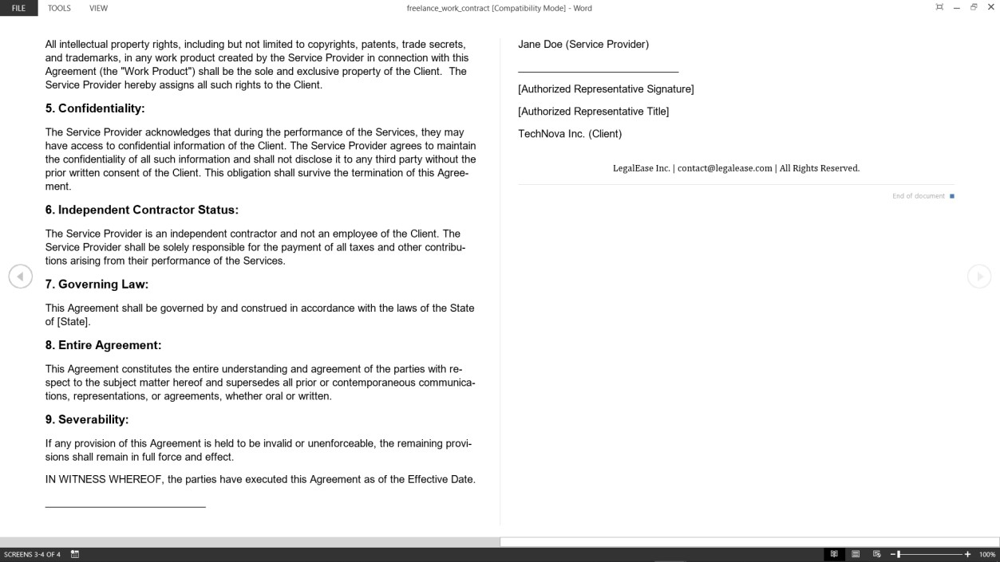 FILE TOOLS VIEW freelance_work_contract [Compatibility Mode] - Word
All intellectual property rights, including but not limited to copyrights, patents, trade secrets,
and trademarks, in any work product created by the Service Provider in connection with this
Agreement (the "Work Product") shall be the sole and exclusive property of the Client.  The
Service Provider hereby assigns all such rights to the Client.
5. Confidentiality:
The Service Provider acknowledges that during the performance of the Services, they may
have access to confidential information of the Client. The Service Provider agrees to maintain
the confidentiality of all such information and shall not disclose it to any third party without the
prior written consent of the Client. This obligation shall survive the termination of this Agree-
ment.
6. Independent Contractor Status:
The Service Provider is an independent contractor and not an employee of the Client. The
Service Provider shall be solely responsible for the payment of all taxes and other contribu-
tions arising from their performance of the Services.
7. Governing Law:
This Agreement shall be governed by and construed in accordance with the laws of the State
of [State].
8. Entire Agreement:
This Agreement constitutes the entire understanding and agreement of the parties with re-
spect to the subject matter hereof and supersedes all prior or contemporaneous communica-
tions, representations, or agreements, whether oral or written.
9. Severability:
If any provision of this Agreement is held to be invalid or unenforceable, the remaining provi-
sions shall remain in full force and effect.
IN WITNESS WHEREOF, the parties have executed this Agreement as of the Effective Date.
Jane Doe (Service Provider)
[Authorized Representative Signature]
[Authorized Representative Title]
TechNova Inc. (Client)
LegalEase Inc. | contact@legalease.com | All Rights Reserved.
End of document
SCREENS 3-4 OF 4 100%